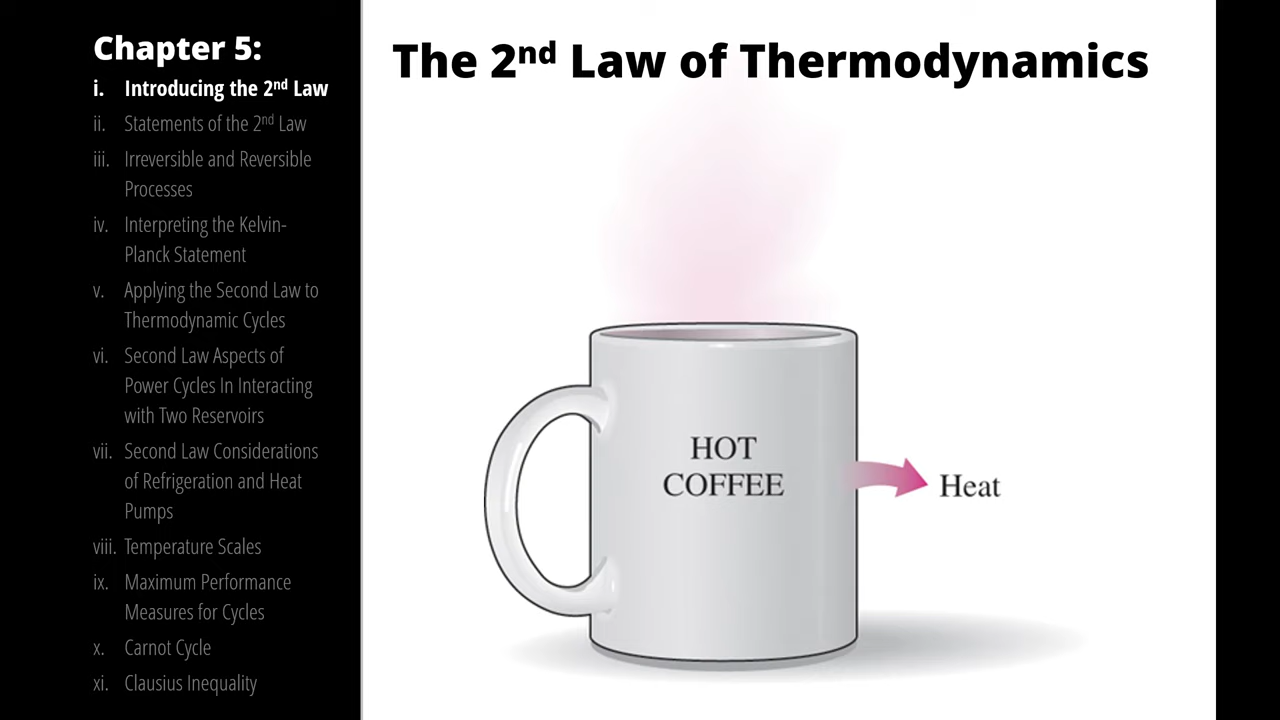 Chapter 5:
i. Introducing the 2nd Law
ii. Statements of the 2nd Law
iii. Irreversible and Reversible
Processes
iv. Interpreting the Kelvin-
Planck Statement
v. Applying the Second Law to
Thermodynamic Cycles
vi. Second Law Aspects of
Power Cycles In Interacting
with Two Reservoirs
vii. Second Law Considerations
of Refrigeration and Heat
Pumps
viii. Temperature Scales
ix. Maximum Performance
Measures for Cycles
x. Carnot Cycle
xi. Clausius Inequality
The 2nd Law of Thermodynamics
HOT
COFFEE
Heat